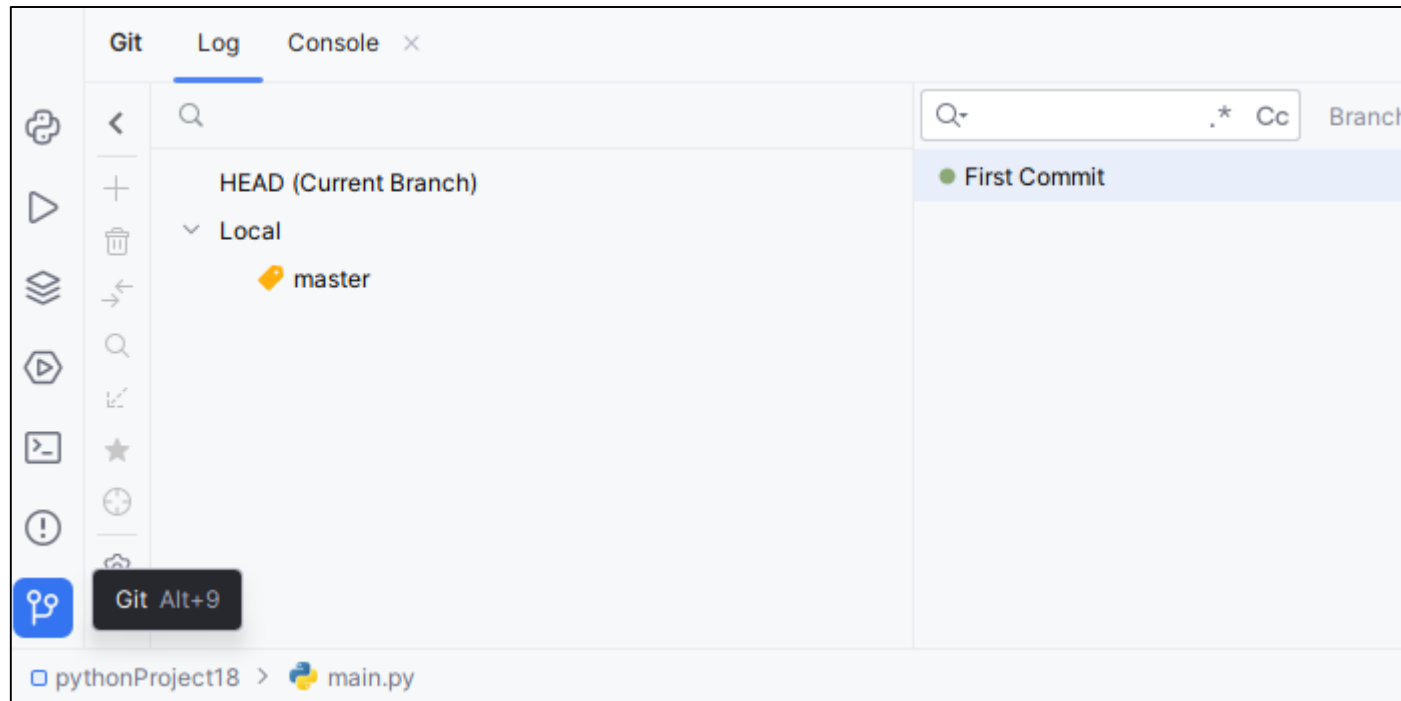 Git Log Console
.* Cc Branch
HEAD (Current Branch)
First Commit
Local
master
Git Alt+9
pythonProject18 > main.py